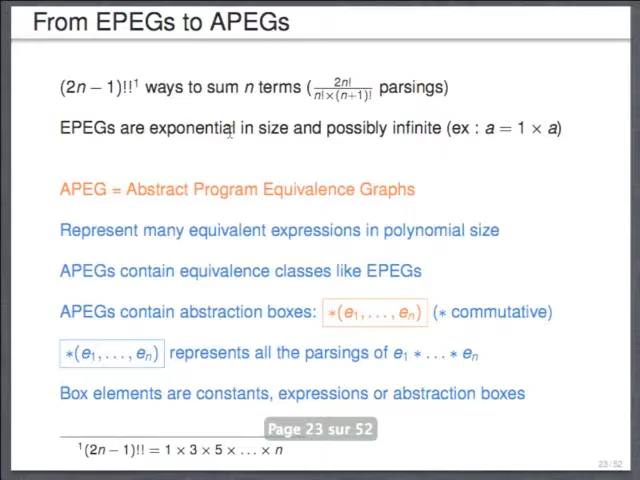 From EPEGs to APEGs
(2n − 1)!!¹ ways to sum n terms (2n!/n!×(n+1)! parsings)
EPEGs are exponential in size and possibly infinite (ex : a = 1 × a)
APEG = Abstract Program Equivalence Graphs
Represent many equivalent expressions in polynomial size
APEGs contain equivalence classes like EPEGs
APEGs contain abstraction boxes: *(e₁, . . . , eₙ) (* commutative)
*(e₁, . . . , eₙ) represents all the parsings of e₁ * . . . * eₙ
Box elements are constants, expressions or abstraction boxes
Page 23 sur 52
¹(2n − 1)!! = 1 × 3 × 5 × . . . × n
23 / 52